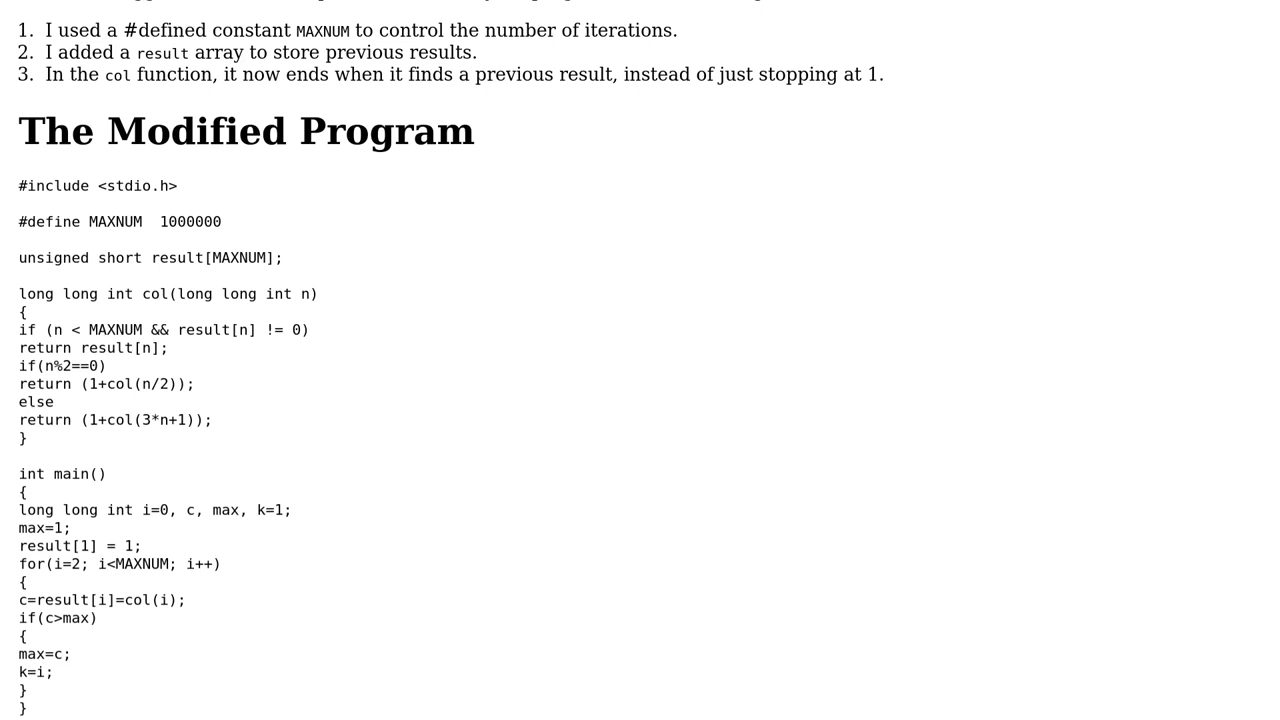 1. I used a #defined constant MAXNUM to control the number of iterations.
2. I added a result array to store previous results.
3. In the col function, it now ends when it finds a previous result, instead of just stopping at 1.
The Modified Program
#include <stdio.h>
#define MAXNUM  1000000
unsigned short result[MAXNUM];
long long int col(long long int n)
{
if (n < MAXNUM && result[n] != 0)
return result[n];
if(n%2==0)
return (1+col(n/2));
else
return (1+col(3*n+1));
}
int main()
{
long long int i=0, c, max, k=1;
max=1;
result[1] = 1;
for(i=2; i<MAXNUM; i++)
{
c=result[i]=col(i);
if(c>max)
{
max=c;
k=i;
}
}